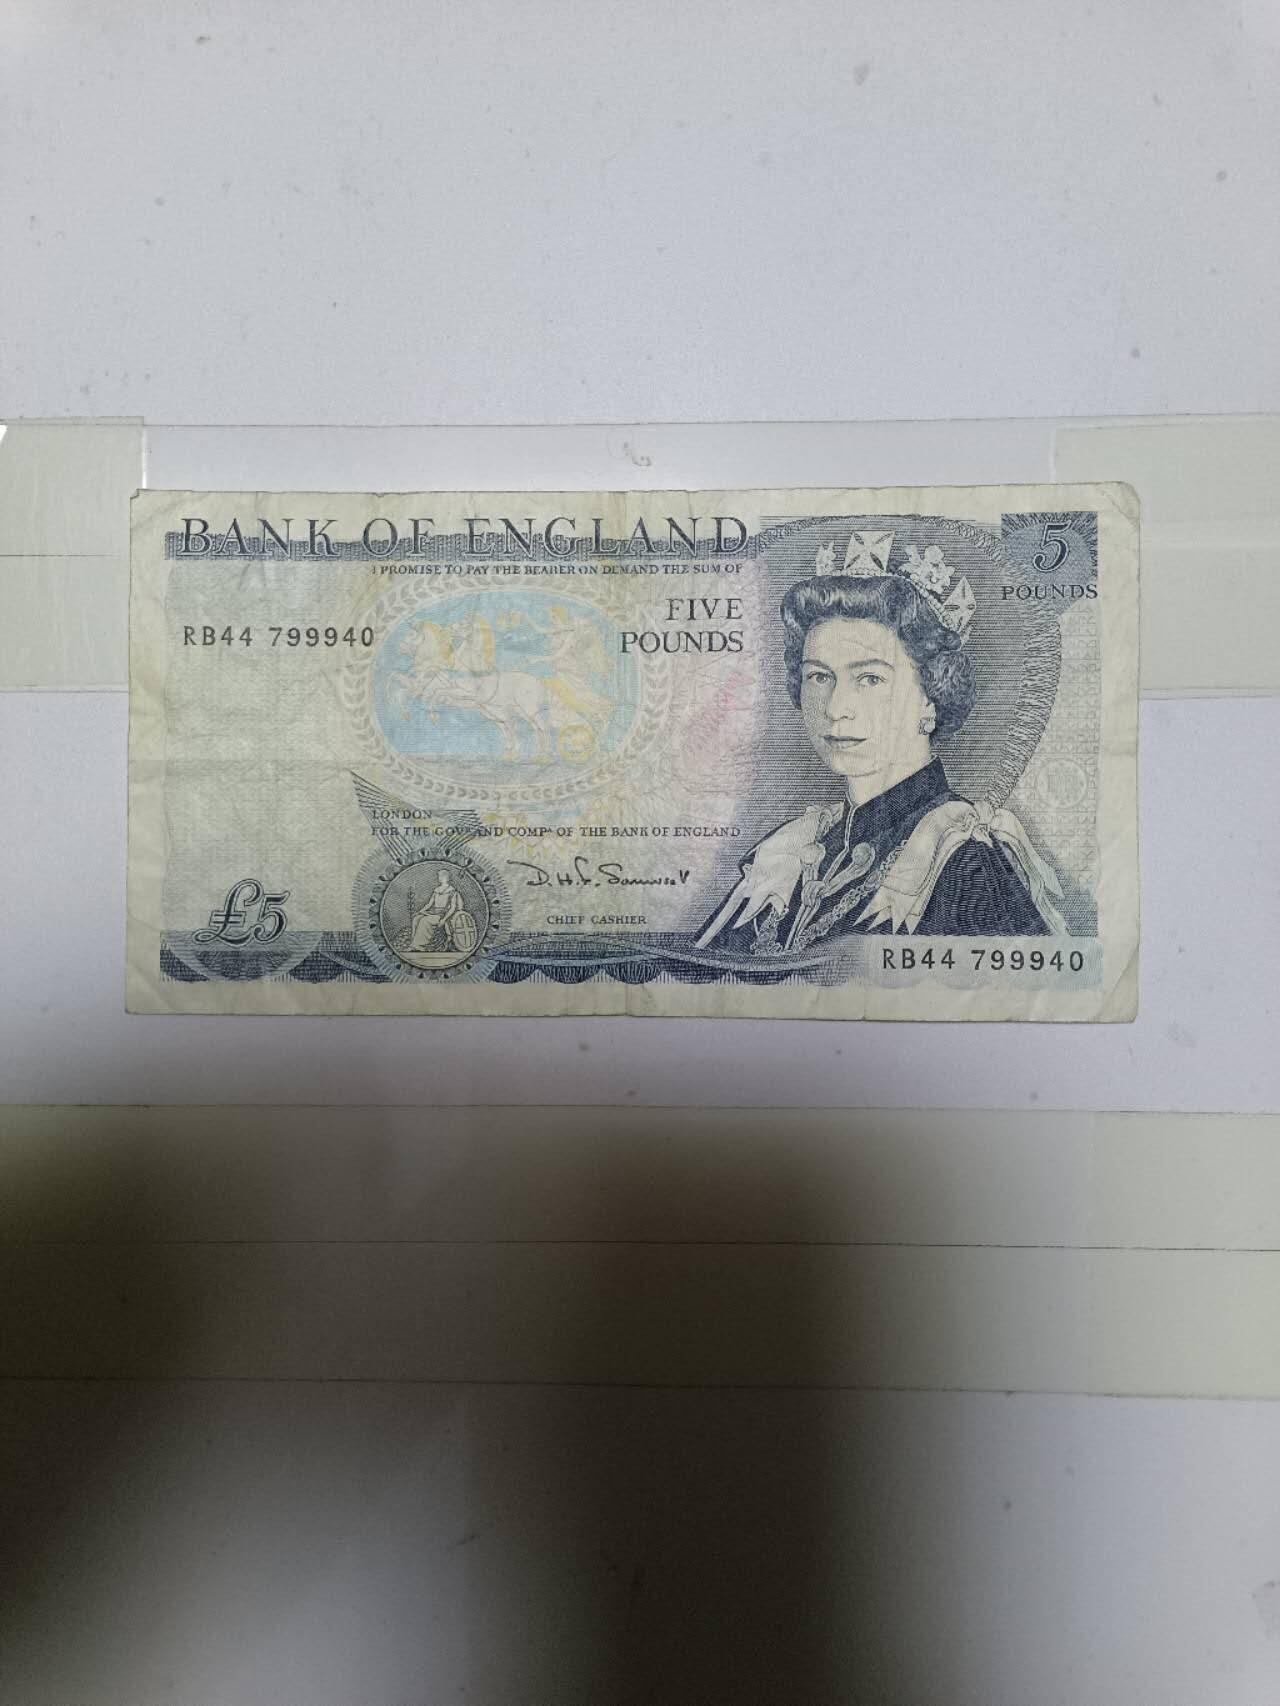 BANK OF ENGLAND
I PROMISE TO PAY THE BEARER ON DEMAND THE SUM OF
FIVE
POUNDS
5
POUNDS
RB44 799940
LONDON
FOR THE GOVR AND COMPA OF THE BANK OF ENGLAND
D.H.F. Somerset
CHIEF CASHIER
£5
RB44 799940